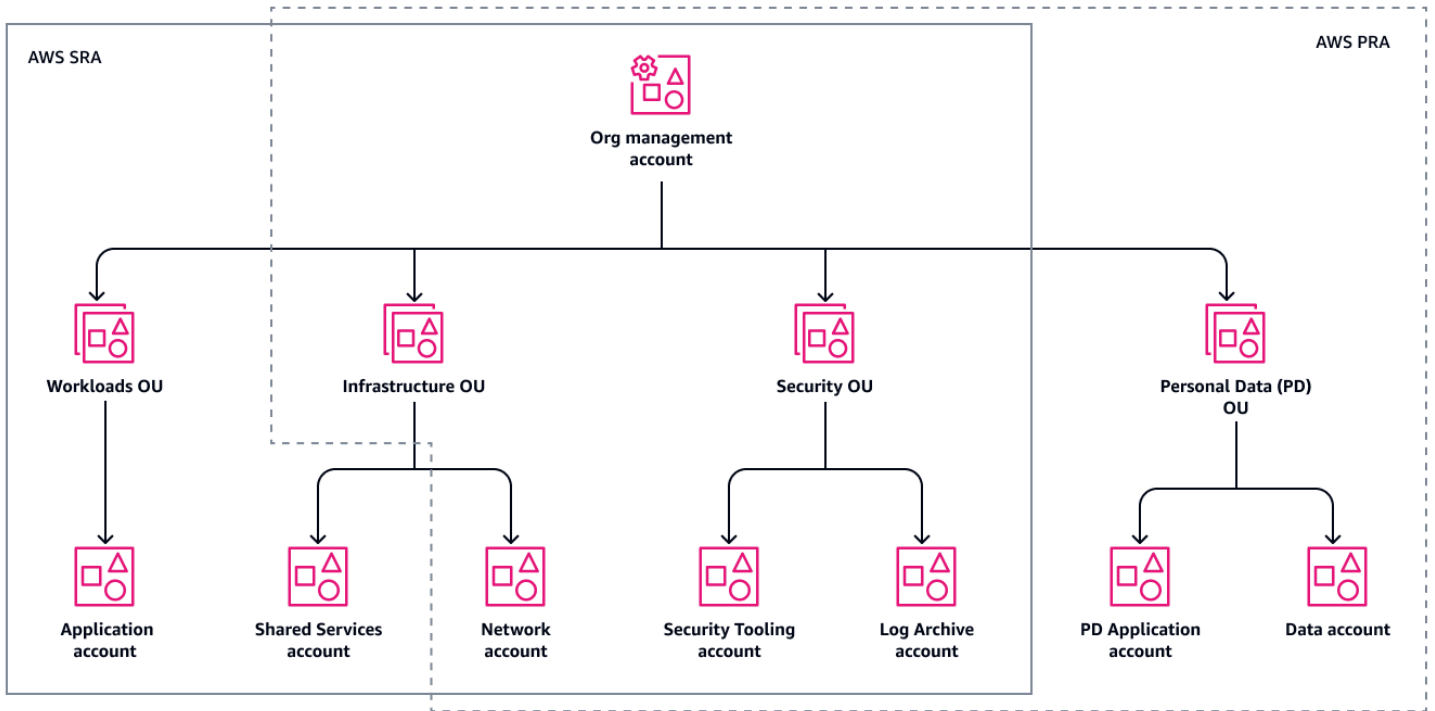 AWS SRA
AWS PRA
Org management
account
Workloads OU
Infrastructure OU
Security OU
Personal Data (PD)
OU
Application
account
Shared Services
account
Network
account
Security Tooling
account
Log Archive
account
PD Application
account
Data account